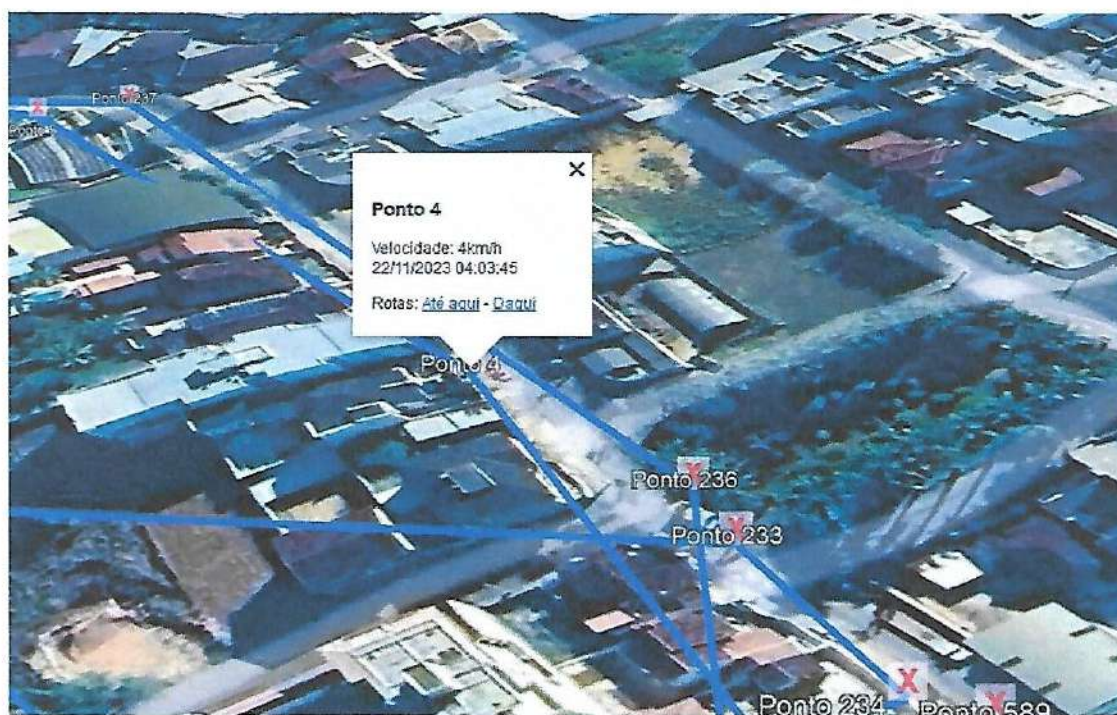 Ponto 237
Ponto 4
Velocidade: 4km/h
22/11/2023 04:03:45
Rotas: Até aqui - Daqui
Ponto 4
Ponto 236
Ponto 233
Ponto 234
Ponto 589